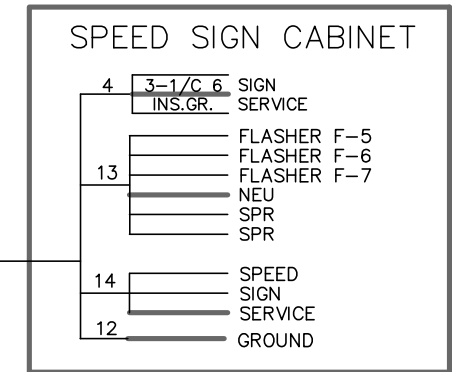 SPEED SIGN CABINET
4 3-1/C 6 SIGN
INS.GR. SERVICE
FLASHER F-5
FLASHER F-6
13 FLASHER F-7
NEU
SPR
SPR
SPEED
14 SIGN
SERVICE
12 GROUND